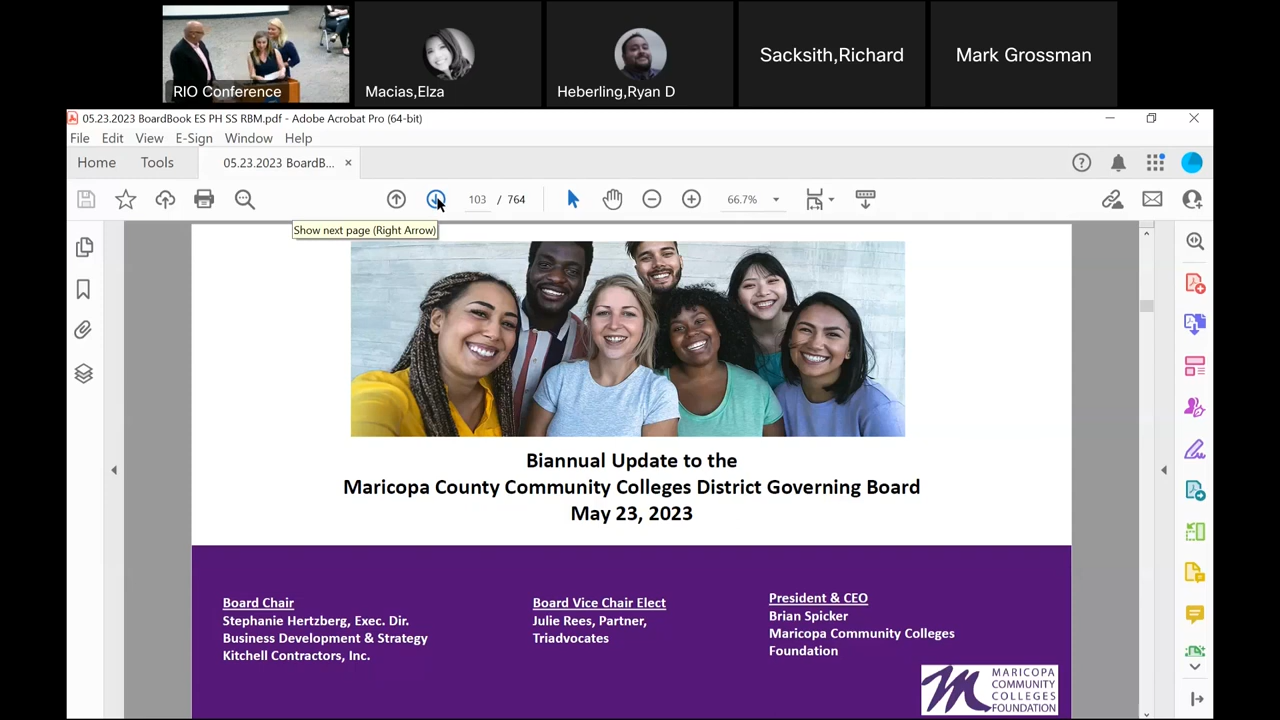 RIO Conference
Macias,Elza
Heberling,Ryan D
Sacksith,Richard
Mark Grossman
05.23.2023 BoardBook ES PH SS RBM.pdf - Adobe Acrobat Pro (64-bit)
File Edit View E-Sign Window Help
Home Tools 05.23.2023 BoardB... ×
103 / 764 66.7%
Show next page (Right Arrow)
Biannual Update to the
Maricopa County Community Colleges District Governing Board
May 23, 2023
Board Chair
Stephanie Hertzberg, Exec. Dir.
Business Development & Strategy
Kitchell Contractors, Inc.
Board Vice Chair Elect
Julie Rees, Partner,
Triadvocates
President & CEO
Brian Spicker
Maricopa Community Colleges
Foundation
MARICOPA
COMMUNITY
COLLEGES
FOUNDATION